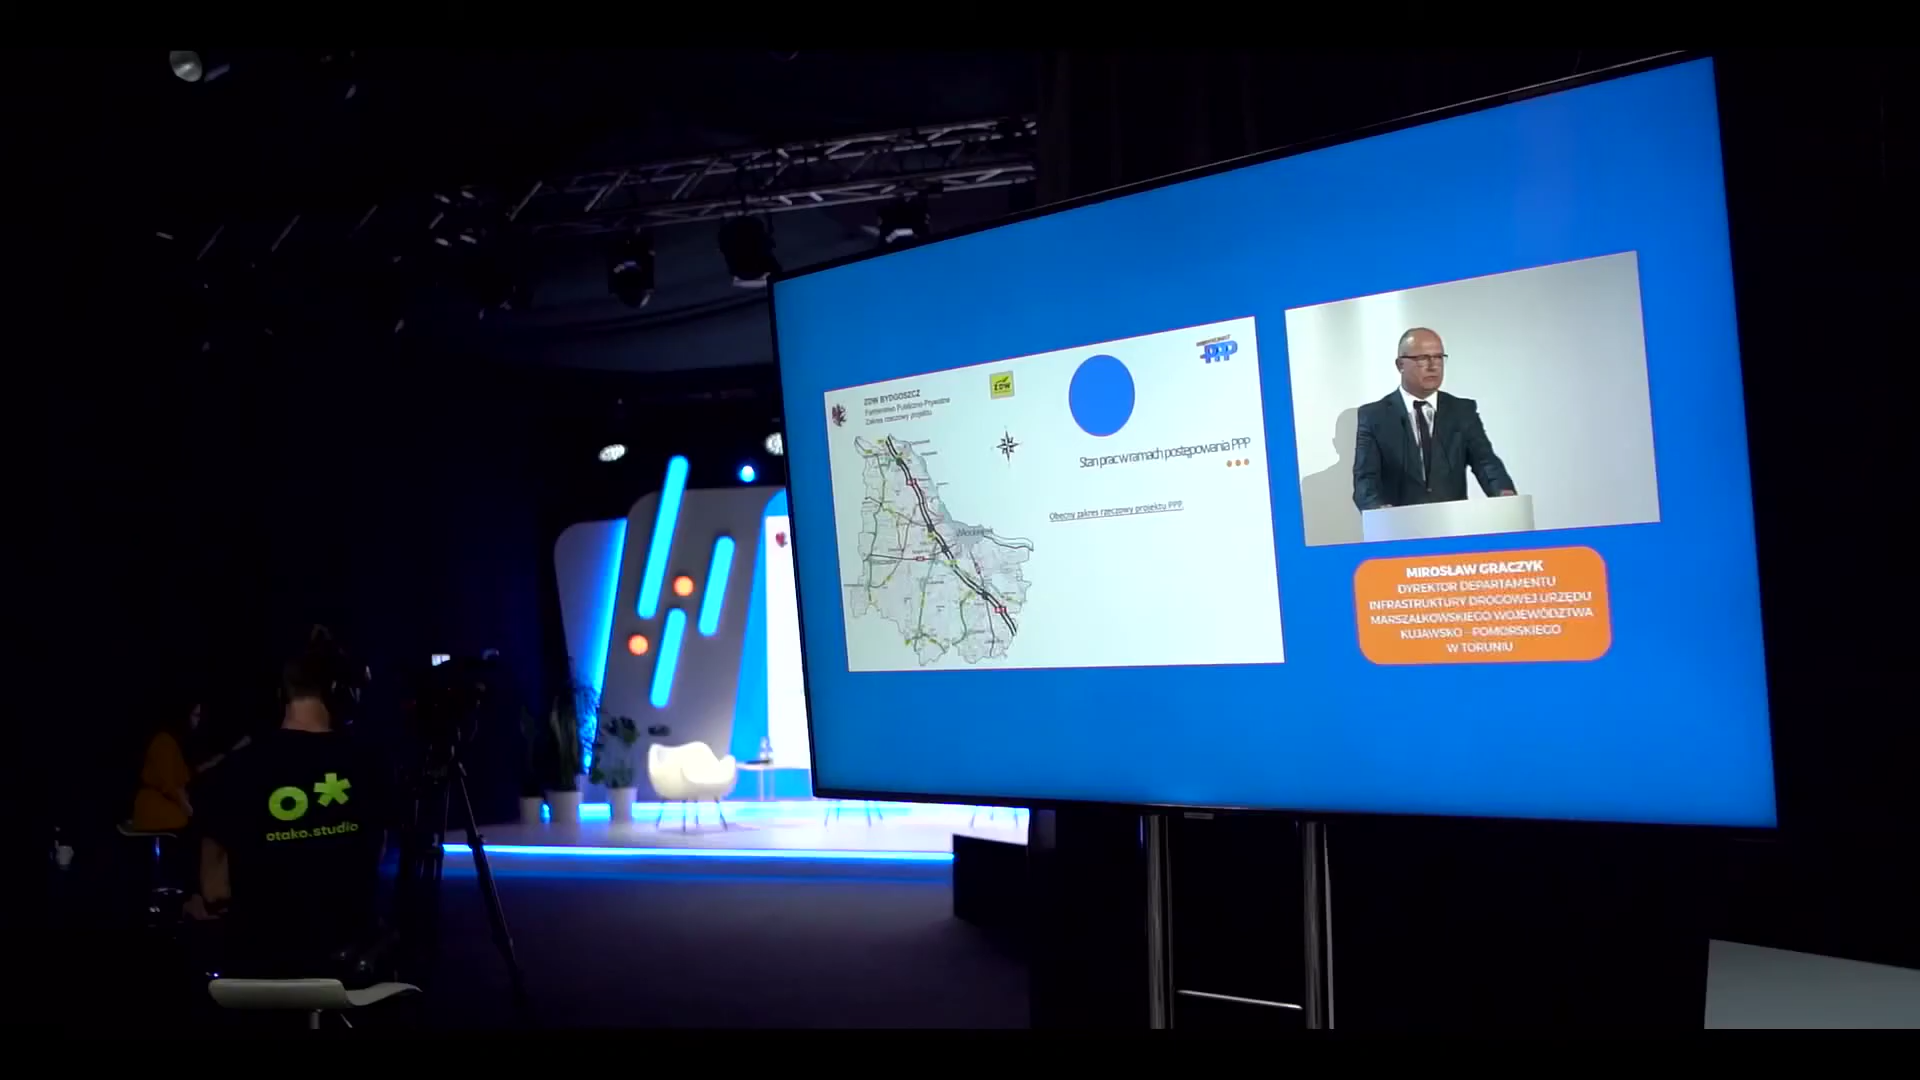 ZDW BYDGOSZCZ
Partnerstwo Publiczno-Prywatne
Zakres rzeczowy projektu
ZDW
PPP
Stan prac w ramach postępowania PPP
Obecny zakres rzeczowy projektu PPP
Włocławek
MIROSŁAW GRACZYK
DYREKTOR DEPARTAMENTU
INFRASTRUKTURY DROGOWEJ URZĘDU
MARSZAŁKOWSKIEGO WOJEWÓDZTWA
KUJAWSKO - POMORSKIEGO
W TORUNIU
o*
otako.studio